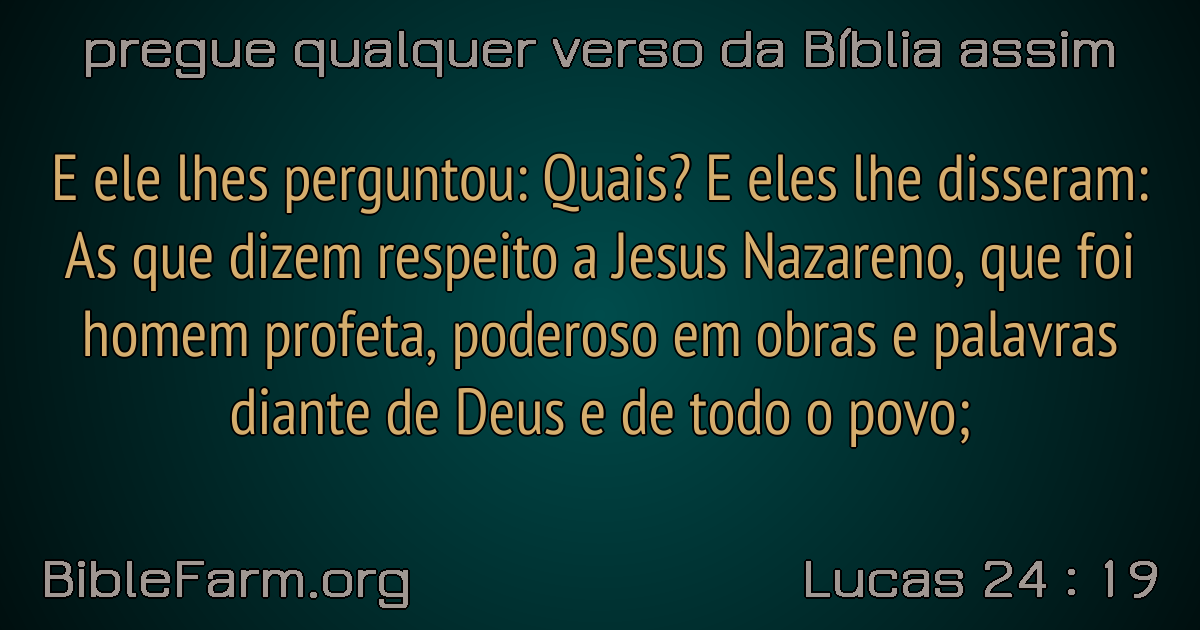 pregue qualquer verso da Bíblia assim
E ele lhes perguntou: Quais? E eles lhe disseram:
As que dizem respeito a Jesus Nazareno, que foi
homem profeta, poderoso em obras e palavras
diante de Deus e de todo o povo;
BibleFarm.org
Lucas 24 : 19